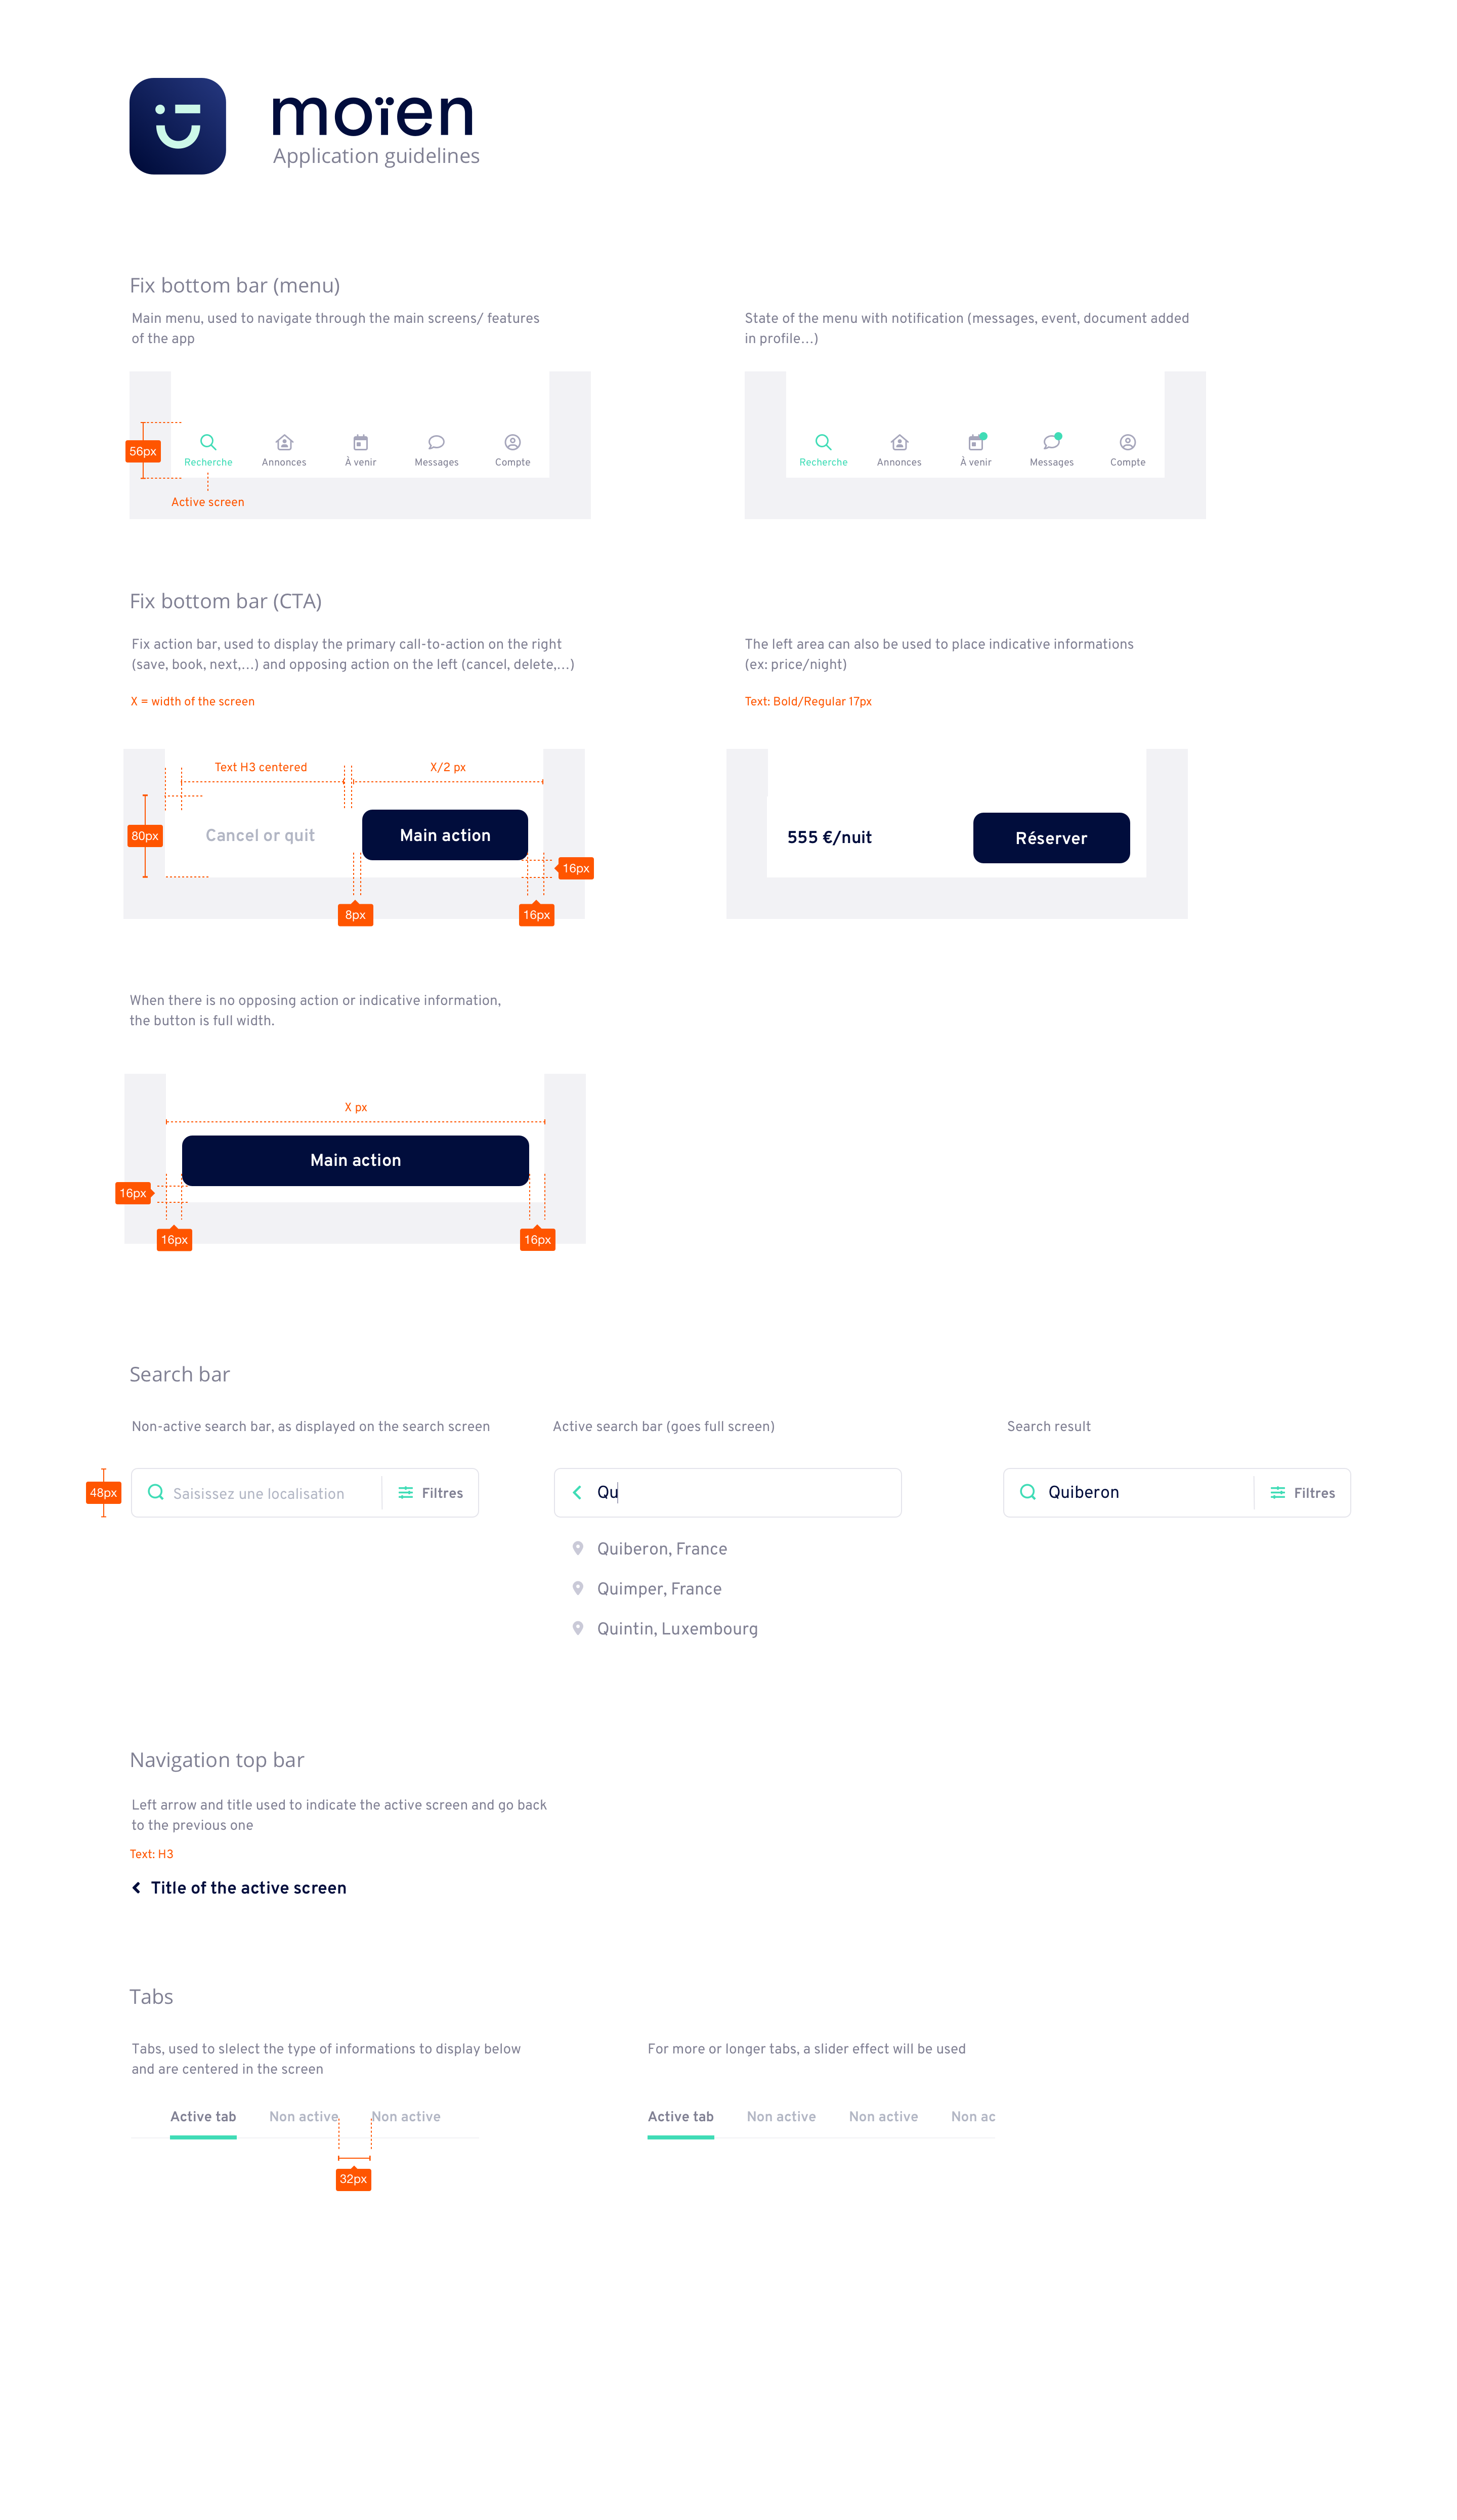 moïen
Application guidelines
Fix bottom bar (menu)
Main menu, used to navigate through the main screens/ features
of the app
State of the menu with notification (messages, event, document added
in profile...)
56px
Recherche
Annonces
À venir
Messages
Compte
Active screen
Recherche
Annonces
À venir
Messages
Compte
Fix bottom bar (CTA)
Fix action bar, used to display the primary call-to-action on the right
(save, book, next,...) and opposing action on the left (cancel, delete,...)
X = width of the screen
The left area can also be used to place indicative informations
(ex: price/night)
Text: Bold/Regular 17px
Text H3 centered
X/2 px
80px
Cancel or quit
Main action
16px
8px
16px
555 €/nuit
Réserver
When there is no opposing action or indicative information,
the button is full width.
X px
Main action
16px
16px
16px
Search bar
Non-active search bar, as displayed on the search screen
Active search bar (goes full screen)
Search result
48px
Saisissez une localisation
Filtres
Qu
Quiberon, France
Quimper, France
Quintin, Luxembourg
Quiberon
Filtres
Navigation top bar
Left arrow and title used to indicate the active screen and go back
to the previous one
Text: H3
Title of the active screen
Tabs
Tabs, used to slelect the type of informations to display below
and are centered in the screen
For more or longer tabs, a slider effect will be used
Active tab
Non active
Non active
32px
Active tab
Non active
Non active
Non ac